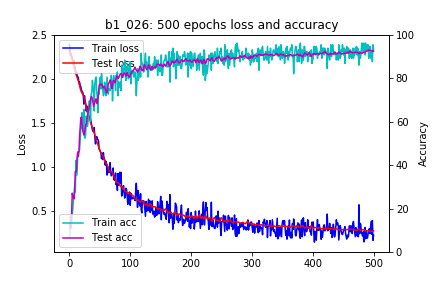 b1_026: 500 epochs loss and accuracy
2.5
2.0
1.5
1.0
0.5
Loss
100
80
60
40
20
0
Accuracy
Train loss
Test loss
Train acc
Test acc
0
100
200
300
400
500